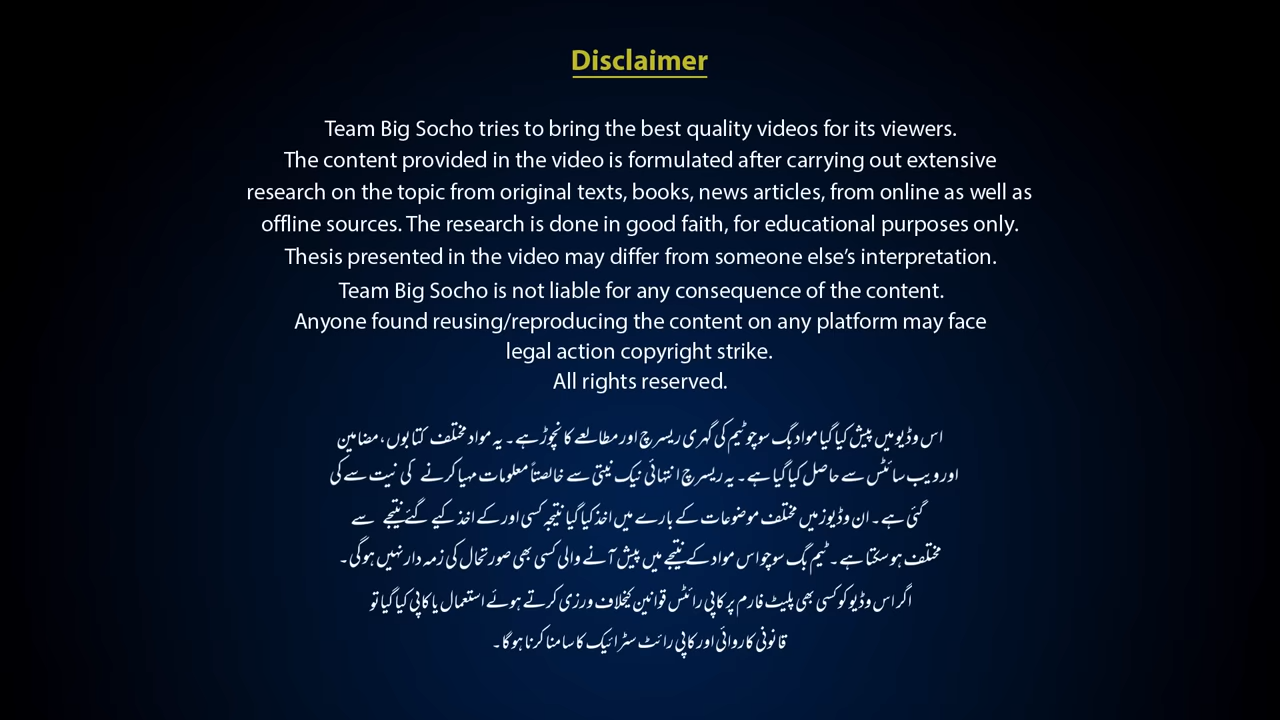 Disclaimer
Team Big Socho tries to bring the best quality videos for its viewers.
The content provided in the video is formulated after carrying out extensive
research on the topic from original texts, books, news articles, from online as well as
offline sources. The research is done in good faith, for educational purposes only.
Thesis presented in the video may differ from someone else’s interpretation.
Team Big Socho is not liable for any consequence of the content.
Anyone found reusing/reproducing the content on any platform may face
legal action copyright strike.
All rights reserved.
اس وڈیو میں پیش کیا گیا مواد بگ سوچو ٹیم کی گہری ریسرچ اور مطالعے کا نچوڑ ہے۔ یہ مواد مختلف کتابوں، مضامین
اور ویب سائٹس سے حاصل کیا گیا ہے۔ یہ ریسرچ انتہائی نیک نیتی سے خالصتاً معلومات مہیا کرنے کی نیت سے کی
گئی ہے۔ ان وڈیوز میں مختلف موضوعات کے بارے میں اخذ کیا گیا نتیجہ کسی اور کے اخذ کیے گئے نتیجے سے
مختلف ہو سکتا ہے۔ ٹیم بگ سوچو اس مواد کے نتیجے میں پیش آنے والی کسی بھی صورتحال کی زمہ دار نہیں ہوگی۔
اگر اس وڈیو کو کسی بھی پلیٹ فارم پر کاپی رائٹس قوانین کیخلاف ورزی کرتے ہوئے استعمال یا کاپی کیا گیا تو
قانونی کاروائی اور کاپی رائٹ سٹرائیک کا سامنا کرنا ہو گا۔